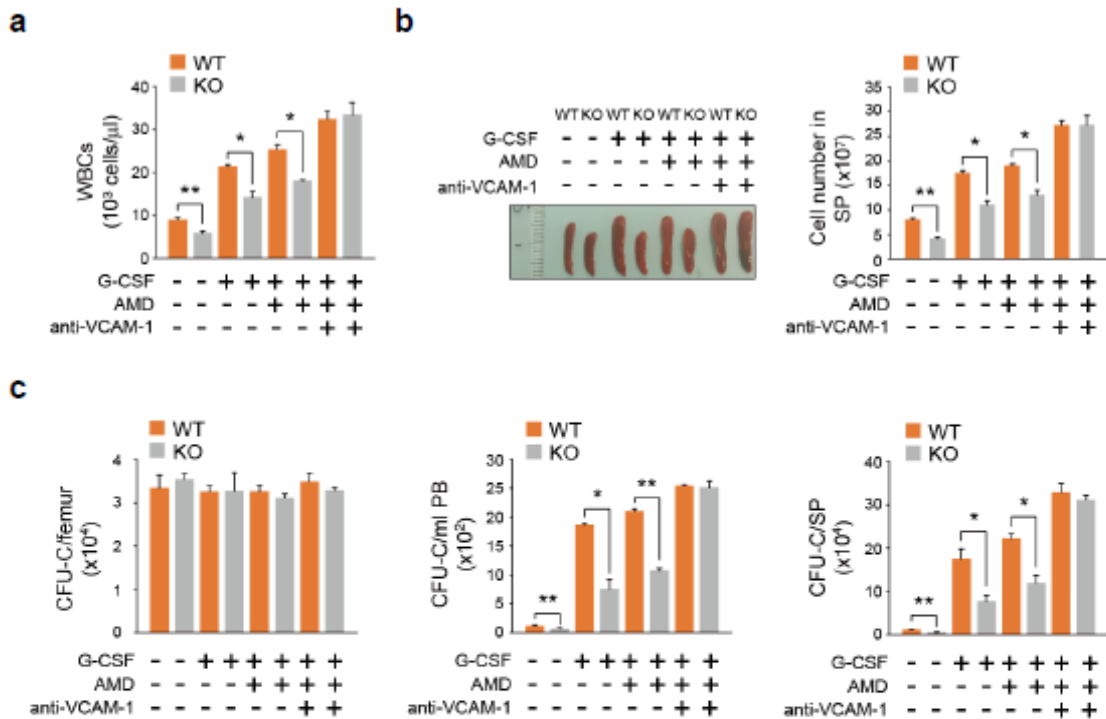 a
WT
KO
WBCs
(10³ cells/µl)
40
30
20
10
0
**
*
*
G-CSF - - + + + + + +
AMD - - - - + + + +
anti-VCAM-1 - - - - - - + +
b
WT KO WT KO WT KO WT KO
G-CSF - - + + + + + +
AMD - - - - + + + +
anti-VCAM-1 - - - - - - + +
WT
KO
Cell number in
SP (x10⁷)
35
30
25
20
15
10
5
0
**
*
*
G-CSF - - + + + + + +
AMD - - - - + + + +
anti-VCAM-1 - - - - - - + +
c
WT
KO
CFU-C/femur
(x10⁴)
4
3
2
1
0
G-CSF - - + + + + + +
AMD - - - - + + + +
anti-VCAM-1 - - - - - - + +
WT
KO
CFU-C/ml PB
(x10²)
30
25
20
15
10
5
0
**
*
**
G-CSF - - + + + + + +
AMD - - - - + + + +
anti-VCAM-1 - - - - - - + +
WT
KO
CFU-C/SP
(x10⁴)
40
30
20
10
0
**
*
*
G-CSF - - + + + + + +
AMD - - - - + + + +
anti-VCAM-1 - - - - - - + +